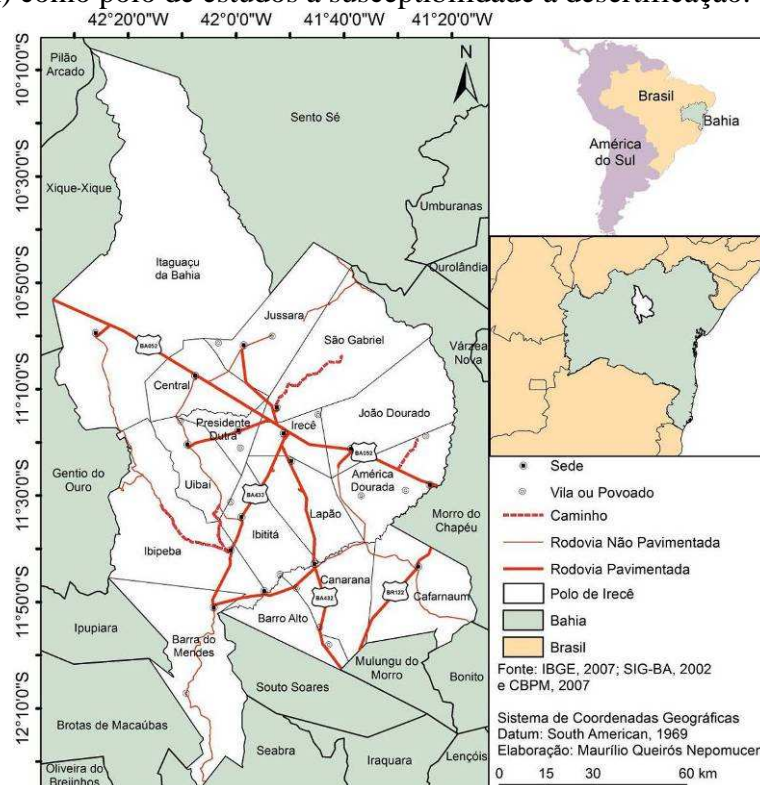 ) como polo de estudos a susceptibilidade à desertificação.
42°20'0"W 42°0'0"W 41°40'0"W 41°20'0"W
10°10'0"S
10°30'0"S
10°50'0"S
11°10'0"S
11°30'0"S
11°50'0"S
12°10'0"S
Pilão
Arcado
N
Sento Sé
Xique-Xique
Umburanas
Itaguaçu
da Bahia
Ourolândia
Jussara
São Gabriel
Várzea
Nova
BA052
Central
João Dourado
Presidente
Dutra
Irecê
BA052
América
Dourada
Gentio do
Ouro
Uibaí
BA433
Lapão
Morro do
Chapéu
Ibititá
Ibipeba
Canarana
BA432
BR122
Cafarnaum
Barro Alto
Ipupiara
Barra do
Mendes
Mulungu do
Morro
Bonito
Souto Soares
Brotas de Macaúbas
Seabra
Iraquara
Lençóis
Oliveira do
Brejinhos
Brasil
Bahia
América
do Sul
Sede
Vila ou Povoado
Caminho
Rodovia Não Pavimentada
Rodovia Pavimentada
Polo de Irecê
Bahia
Brasil
Fonte: IBGE, 2007; SIG-BA, 2002
e CBPM, 2007
Sistema de Coordenadas Geográficas
Datum: South American, 1969
Elaboração: Maurílio Queirós Nepomucen
0 15 30 60 km